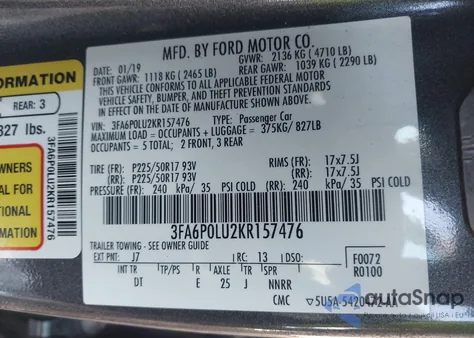 MFD. BY FORD MOTOR CO.
DATE: 01/19
GVWR: 2136 KG ( 4710 LB)
FRONT GAWR: 1118 KG ( 2465 LB)
REAR GAWR: 1039 KG ( 2290 LB)
THIS VEHICLE CONFORMS TO ALL APPLICABLE FEDERAL MOTOR
VEHICLE SAFETY, BUMPER, AND THEFT PREVENTION STANDARDS
IN EFFECT ON THE DATE OF MANUFACTURE SHOWN ABOVE.
VIN: 3FA6P0LU2KR157476
TYPE: Passenger Car
MAXIMUM LOAD = OCCUPANTS + LUGGAGE = 375KG/ 827LB
OCCUPANTS = 5 TOTAL; 2 FRONT, 3 REAR
TIRE (FR): P225/50R17 93V
RIMS (FR): 17x7.5J
(RR): P225/50R17 93V
(RR): 17x7.5J
PRESSURE (FR): 240 kPa/ 35 PSI COLD
(RR): 240 kPa/ 35 PSI COLD
3FA6P0LU2KR157476
TRAILER TOWING - SEE OWNER GUIDE
EXT PNT: J7 RC: 13 DSO:
F0072
R0100
INT TR TP/PS R AXLE TR SPR
DT E 25 J NNRR
CMC
5U5A-5420472-AA
FORMATION
REAR: 3
827 lbs.
OWNERS
AL FOR
TIONAL
MATION
3FA6P0LU2KR157476
autaSnap